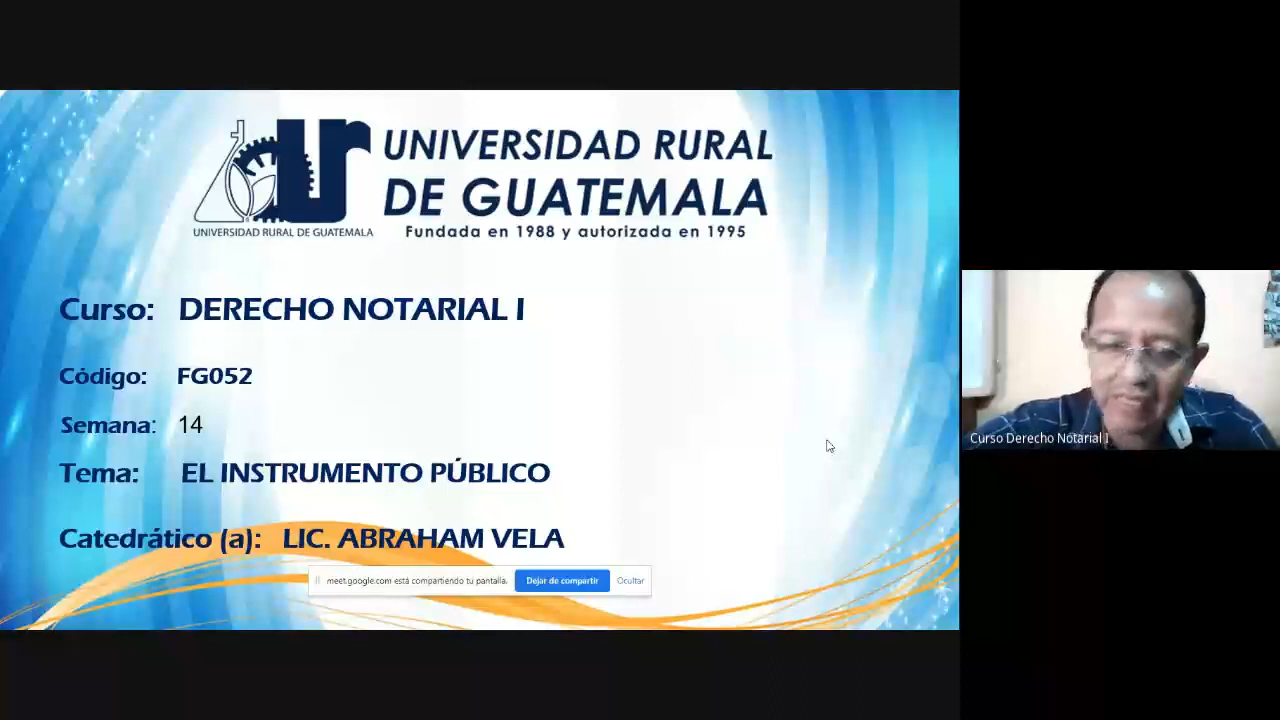 UNIVERSIDAD RURAL
DE GUATEMALA
Fundada en 1988 y autorizada en 1995
UNIVERSIDAD RURAL DE GUATEMALA
Curso: DERECHO NOTARIAL I
Código: FG052
Semana: 14
Tema: EL INSTRUMENTO PÚBLICO
Catedrático (a): LIC. ABRAHAM VELA
meet.google.com está compartiendo tu pantalla. Dejar de compartir Ocultar
Curso Derecho Notarial I